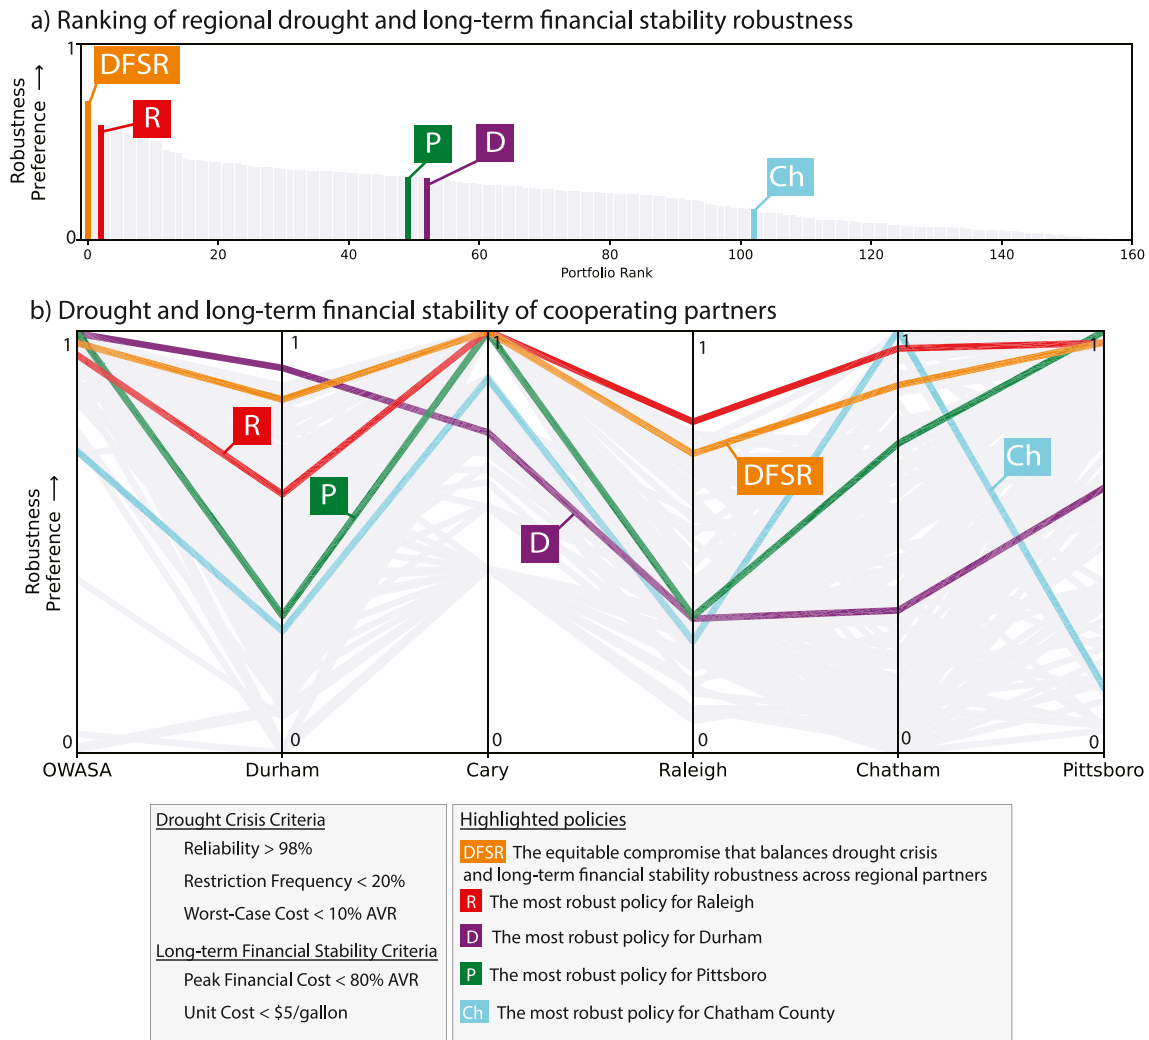 a) Ranking of regional drought and long-term financial stability robustness
1
Robustness
Preference →
0
DFSR
R
P
D
Ch
0 20 40 60 80 100 120 140 160
Portfolio Rank
b) Drought and long-term financial stability of cooperating partners
1 1 1 1 1 1
Robustness
Preference →
R
P
D
DFSR
Ch
0 0 0 0 0
OWASA Durham Cary Raleigh Chatham Pittsboro
Drought Crisis Criteria
Reliability > 98%
Restriction Frequency < 20%
Worst-Case Cost < 10% AVR
Long-term Financial Stability Criteria
Peak Financial Cost < 80% AVR
Unit Cost < $5/gallon
Highlighted policies
DFSR The equitable compromise that balances drought crisis
and long-term financial stability robustness across regional partners
R The most robust policy for Raleigh
D The most robust policy for Durham
P The most robust policy for Pittsboro
Ch The most robust policy for Chatham County